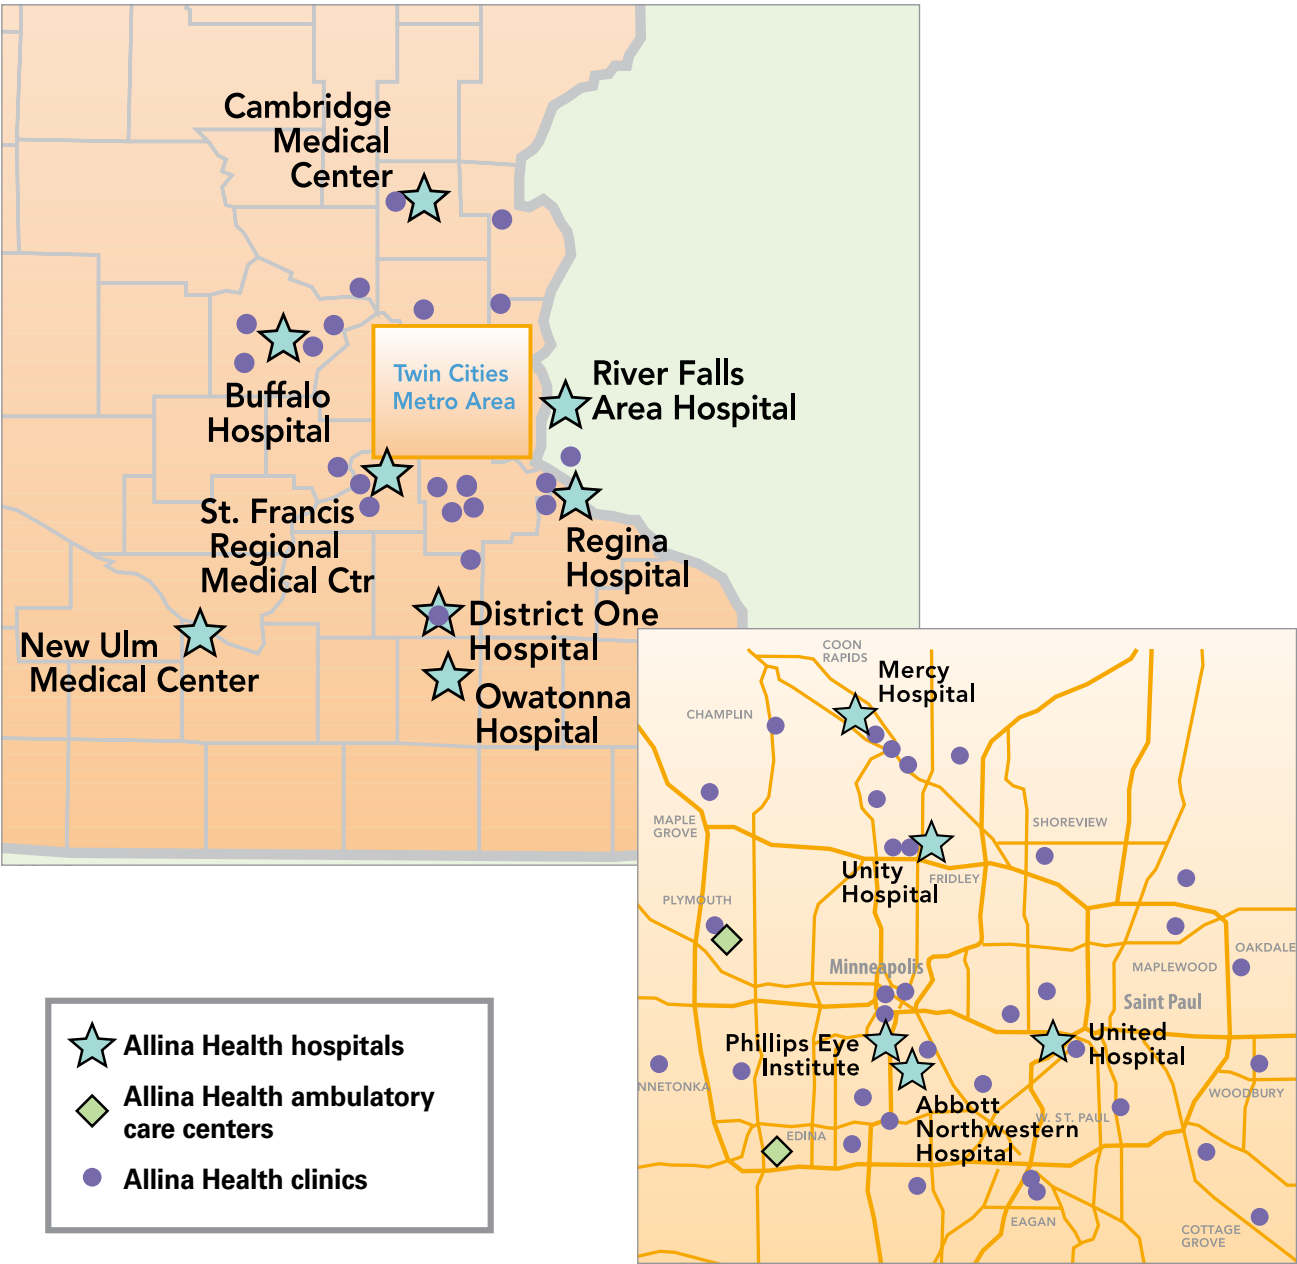 Cambridge
Medical
Center
Twin Cities
Metro Area
River Falls
Area Hospital
Buffalo
Hospital
St. Francis
Regional
Medical Ctr
Regina
Hospital
District One
Hospital
New Ulm
Medical Center
Owatonna
Hospital
COON
RAPIDS
Mercy
Hospital
CHAMPLIN
MAPLE
GROVE
SHOREVIEW
Unity
Hospital
FRIDLEY
PLYMOUTH
Minneapolis
OAKDALE
MAPLEWOOD
Saint Paul
Phillips Eye
Institute
United
Hospital
NNETONKA
WOODBURY
Abbott
Northwestern
Hospital
W. ST. PAUL
EDINA
EAGAN
COTTAGE
GROVE
Allina Health hospitals
Allina Health ambulatory
care centers
Allina Health clinics